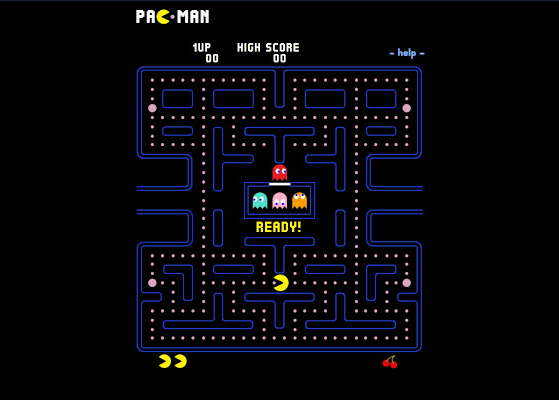 PAC-MAN
1UP HIGH SCORE
00 00
– help –
READY!